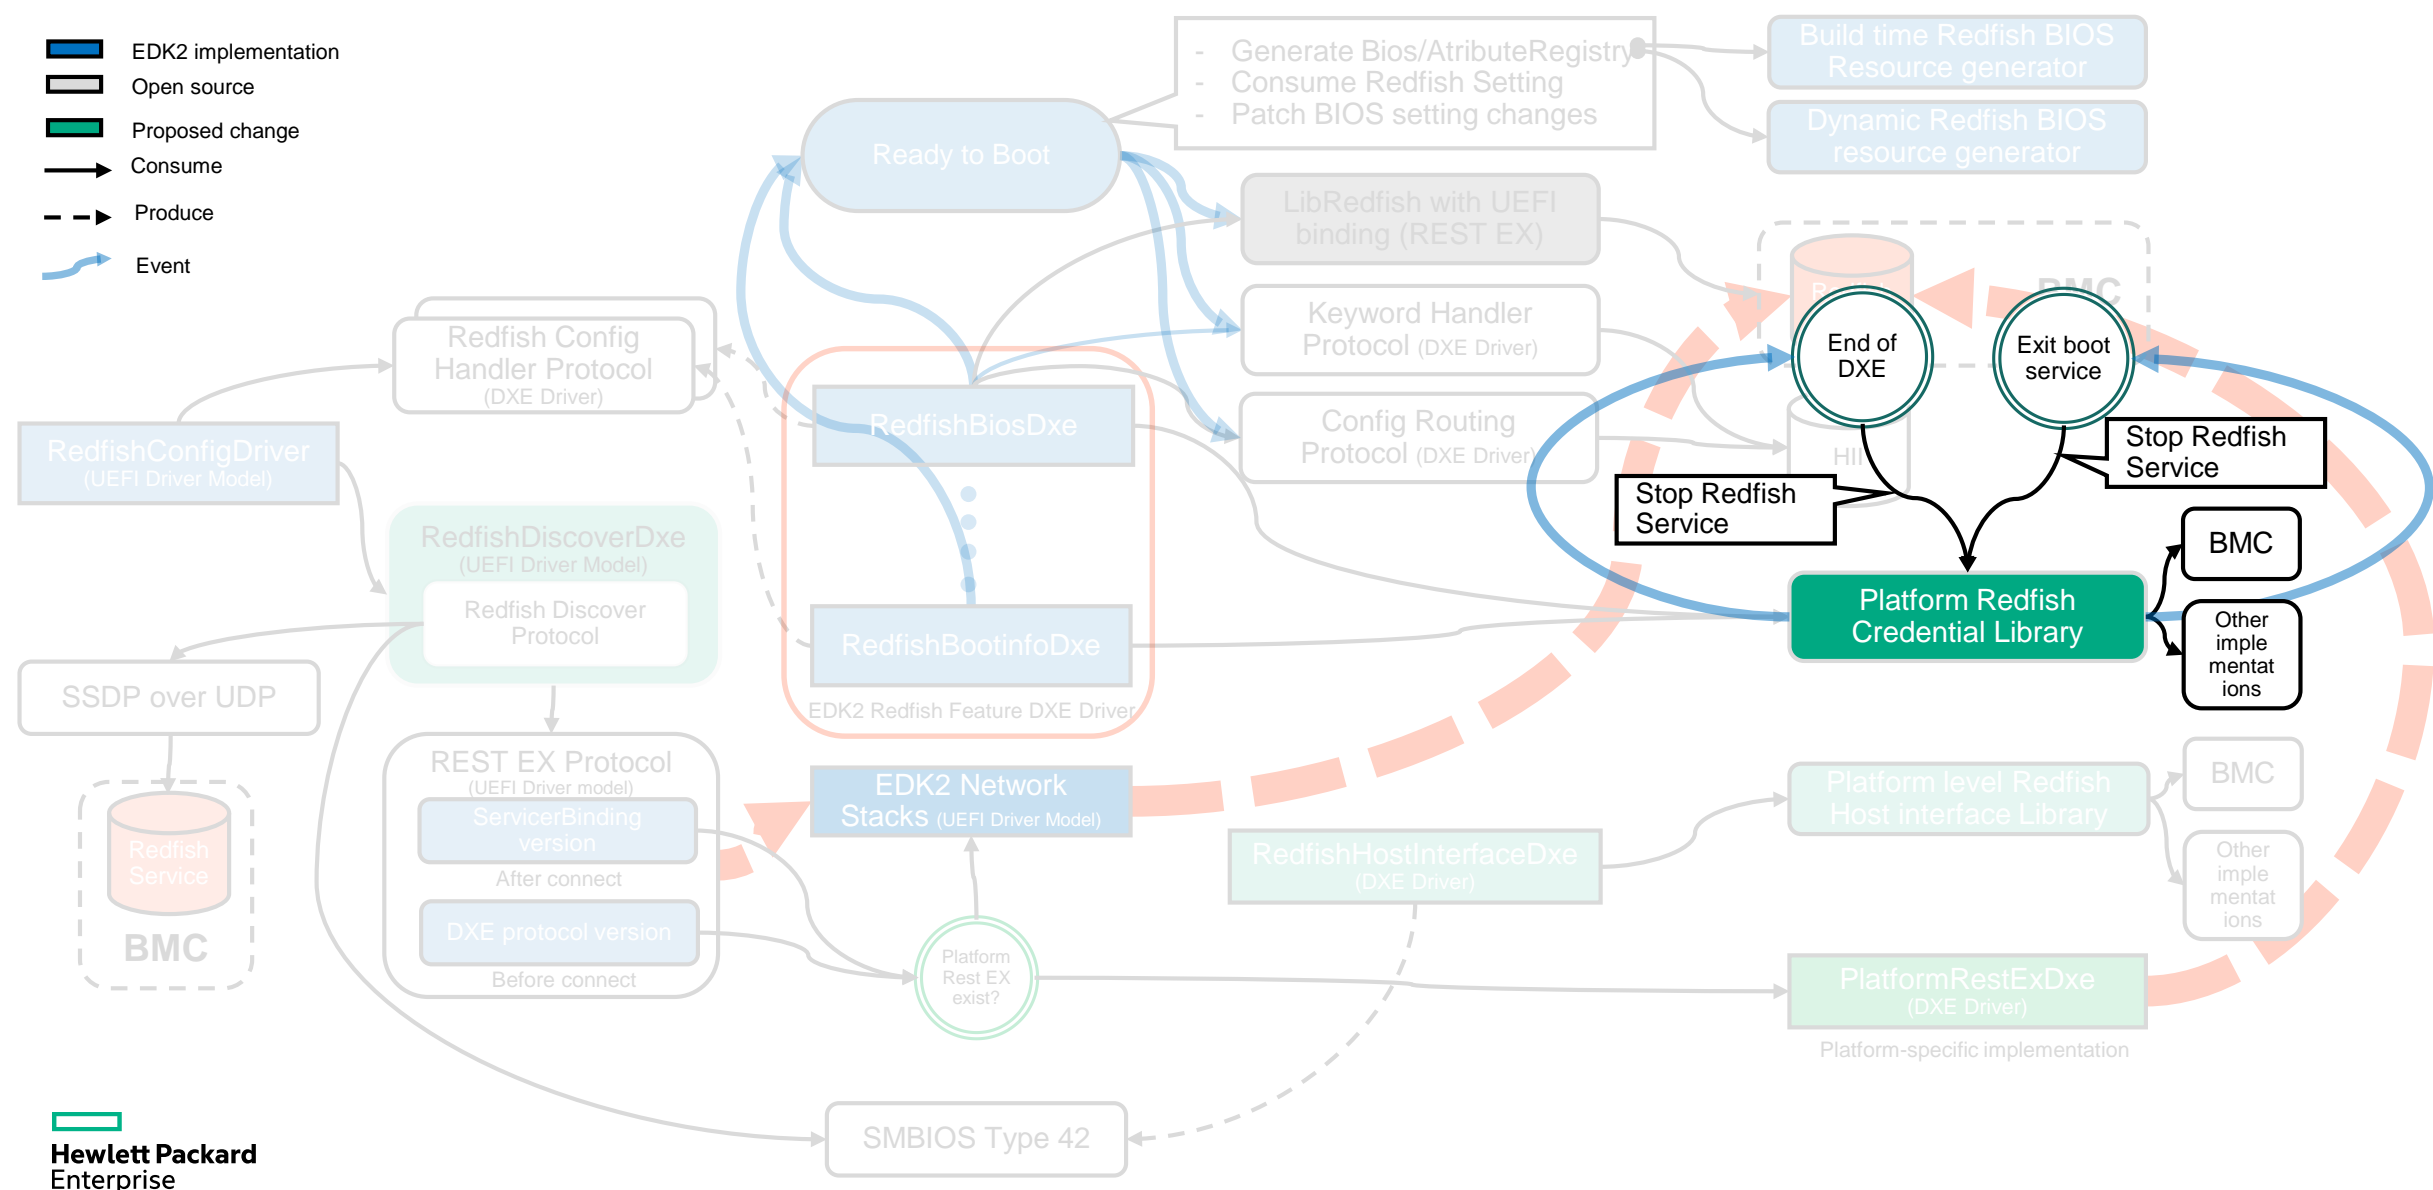 EDK2 implementation
Open source
Proposed change
Consume
Produce
Event
- Generate Bios/AtributeRegistry
- Consume Redfish Setting
- Patch BIOS setting changes
Build time Redfish BIOS
Resource generator
Dynamic Redfish BIOS
resource generator
Ready to Boot
LibRedfish with UEFI
binding (REST EX)
BMC
Keyword Handler
Protocol (DXE Driver)
Config Routing
Protocol (DXE Driver)
HII
End of
DXE
Exit boot
service
Stop Redfish
Service
Stop Redfish
Service
Redfish Config
Handler Protocol
(DXE Driver)
RedfishConfigDriver
(UEFI Driver Model)
RedfishBiosDxe
RedfishDiscoverDxe
(UEFI Driver Model)
Redfish Discover
Protocol
RedfishBootinfoDxe
EDK2 Redfish Feature DXE Driver
Platform Redfish
Credential Library
BMC
Other
imple
mentat
ions
SSDP over UDP
Redfish
Service
BMC
REST EX Protocol
(UEFI Driver model)
ServicerBinding
version
After connect
DXE protocol version
Before connect
EDK2 Network
Stacks (UEFI Driver Model)
Platform
Rest EX
exist?
RedfishHostInterfaceDxe
(DXE Driver)
Platform level Redfish
Host interface Library
BMC
Other
imple
mentat
ions
PlatformRestExDxe
(DXE Driver)
Platform-specific implementation
SMBIOS Type 42
Hewlett Packard
Enterprise